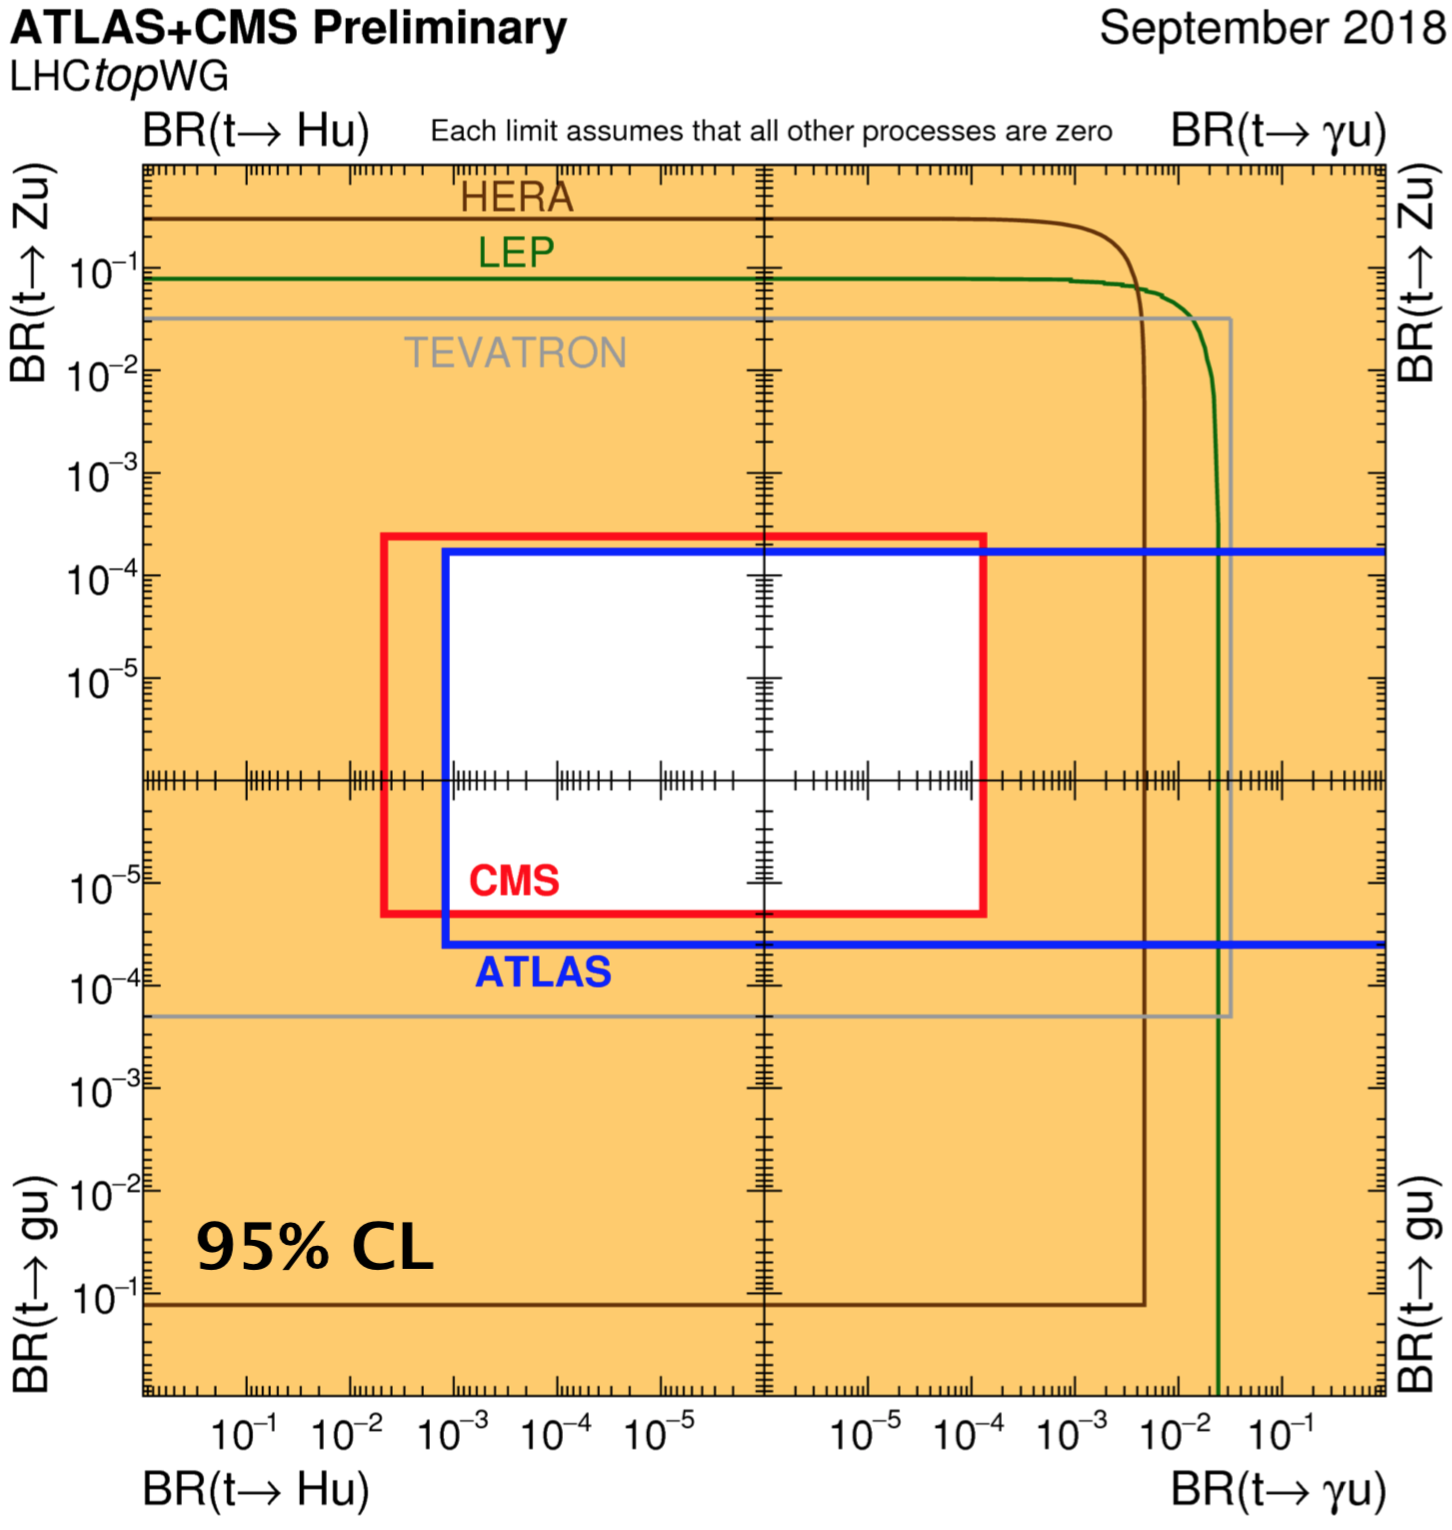 ATLAS+CMS Preliminary
September 2018
LHCtopWG
BR(t→ Hu)
Each limit assumes that all other processes are zero
BR(t→ γu)
BR(t→ Zu)
BR(t→ Zu)
HERA
LEP
TEVATRON
10⁻¹
10⁻²
10⁻³
10⁻⁴
10⁻⁵
10⁻⁵
CMS
ATLAS
10⁻⁴
10⁻³
10⁻²
10⁻¹
95% CL
BR(t→ gu)
BR(t→ gu)
10⁻¹ 10⁻² 10⁻³ 10⁻⁴ 10⁻⁵ 10⁻⁵ 10⁻⁴ 10⁻³ 10⁻² 10⁻¹
BR(t→ Hu)
BR(t→ γu)